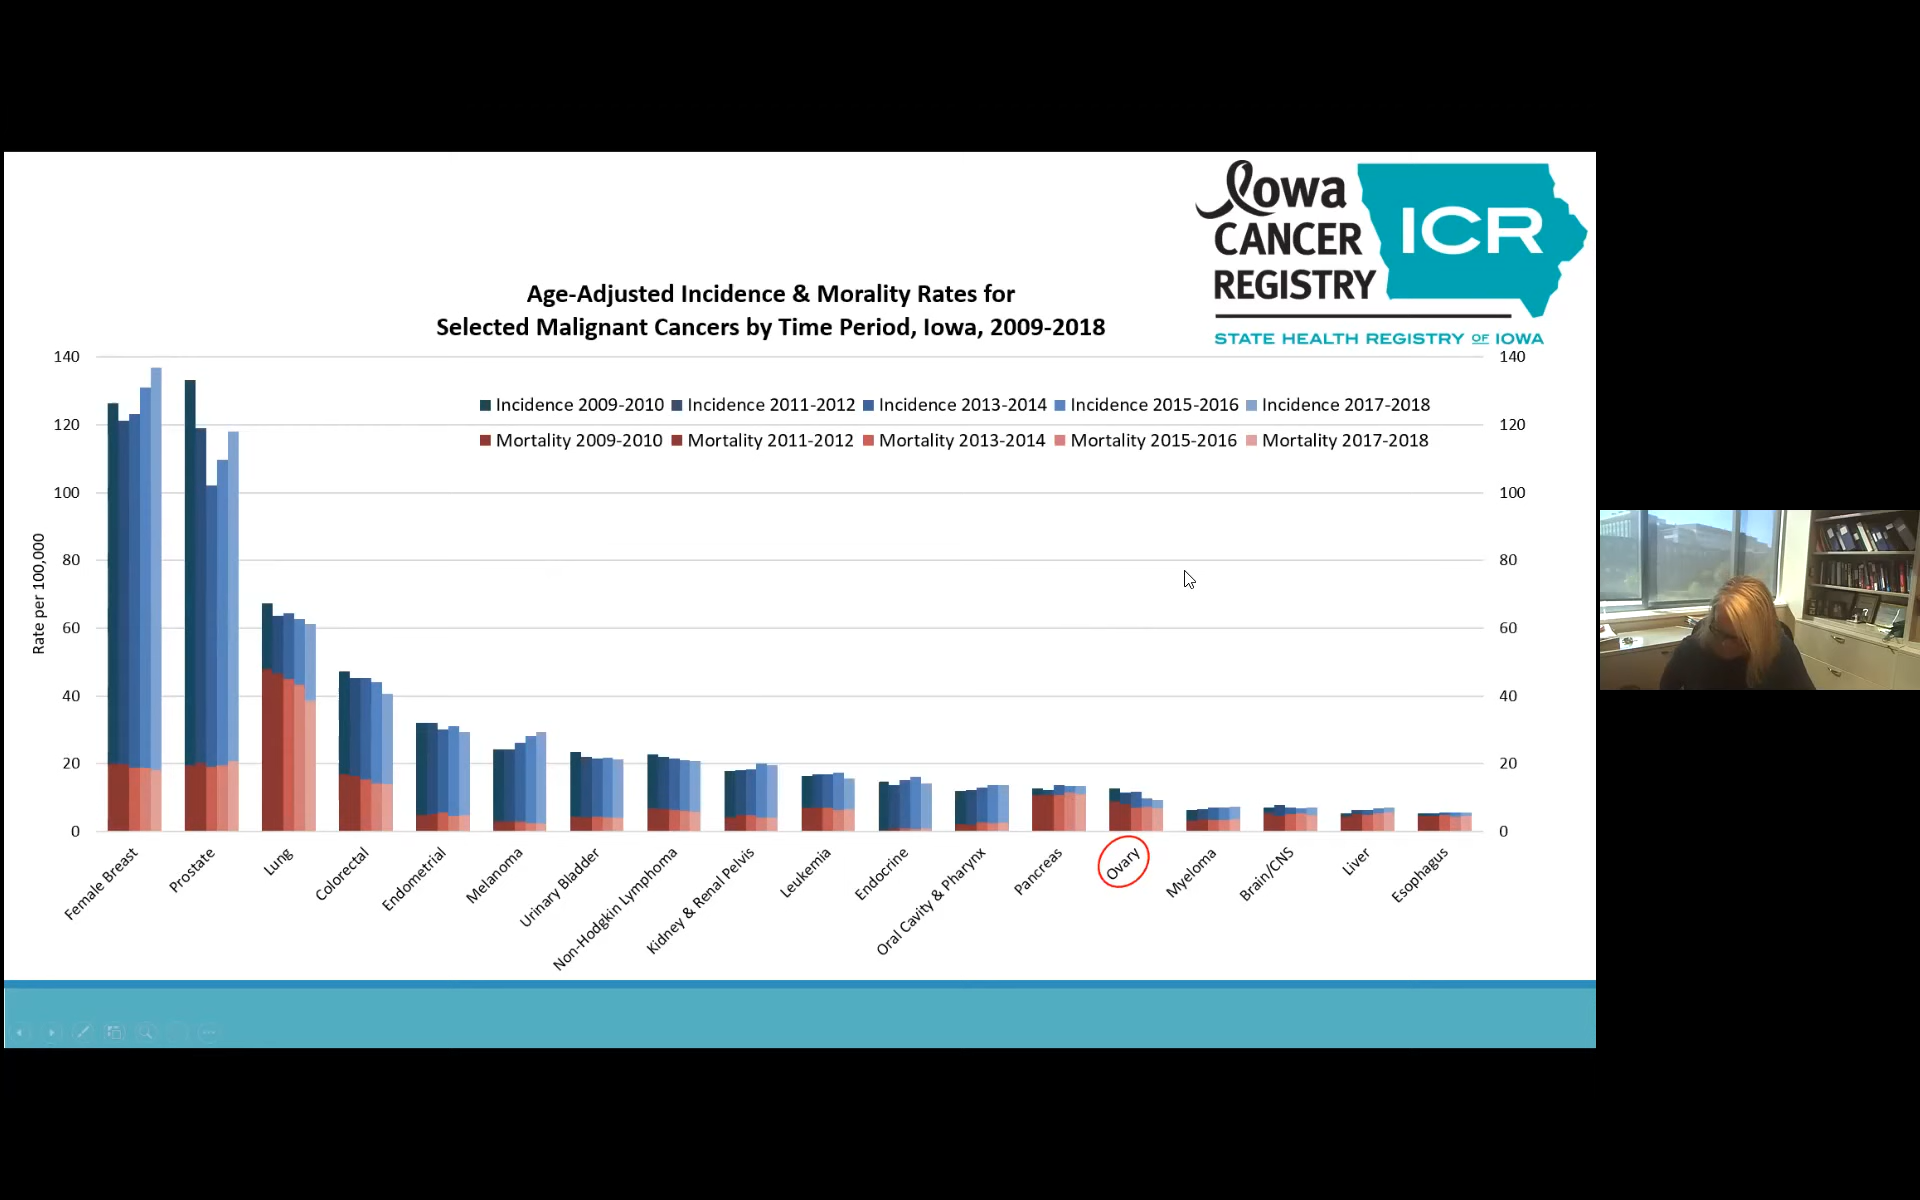 Iowa
CANCER
REGISTRY
ICR
STATE HEALTH REGISTRY OF IOWA
Age-Adjusted Incidence & Morality Rates for
Selected Malignant Cancers by Time Period, Iowa, 2009-2018
Incidence 2009-2010 Incidence 2011-2012 Incidence 2013-2014 Incidence 2015-2016 Incidence 2017-2018
Mortality 2009-2010 Mortality 2011-2012 Mortality 2013-2014 Mortality 2015-2016 Mortality 2017-2018
Rate per 100,000
140 140
120 120
100 100
80 80
60 60
40 40
20 20
0 0
Female Breast
Prostate
Lung
Colorectal
Endometrial
Melanoma
Urinary Bladder
Non-Hodgkin Lymphoma
Kidney & Renal Pelvis
Leukemia
Endocrine
Oral Cavity & Pharynx
Pancreas
Ovary
Myeloma
Brain/CNS
Liver
Esophagus